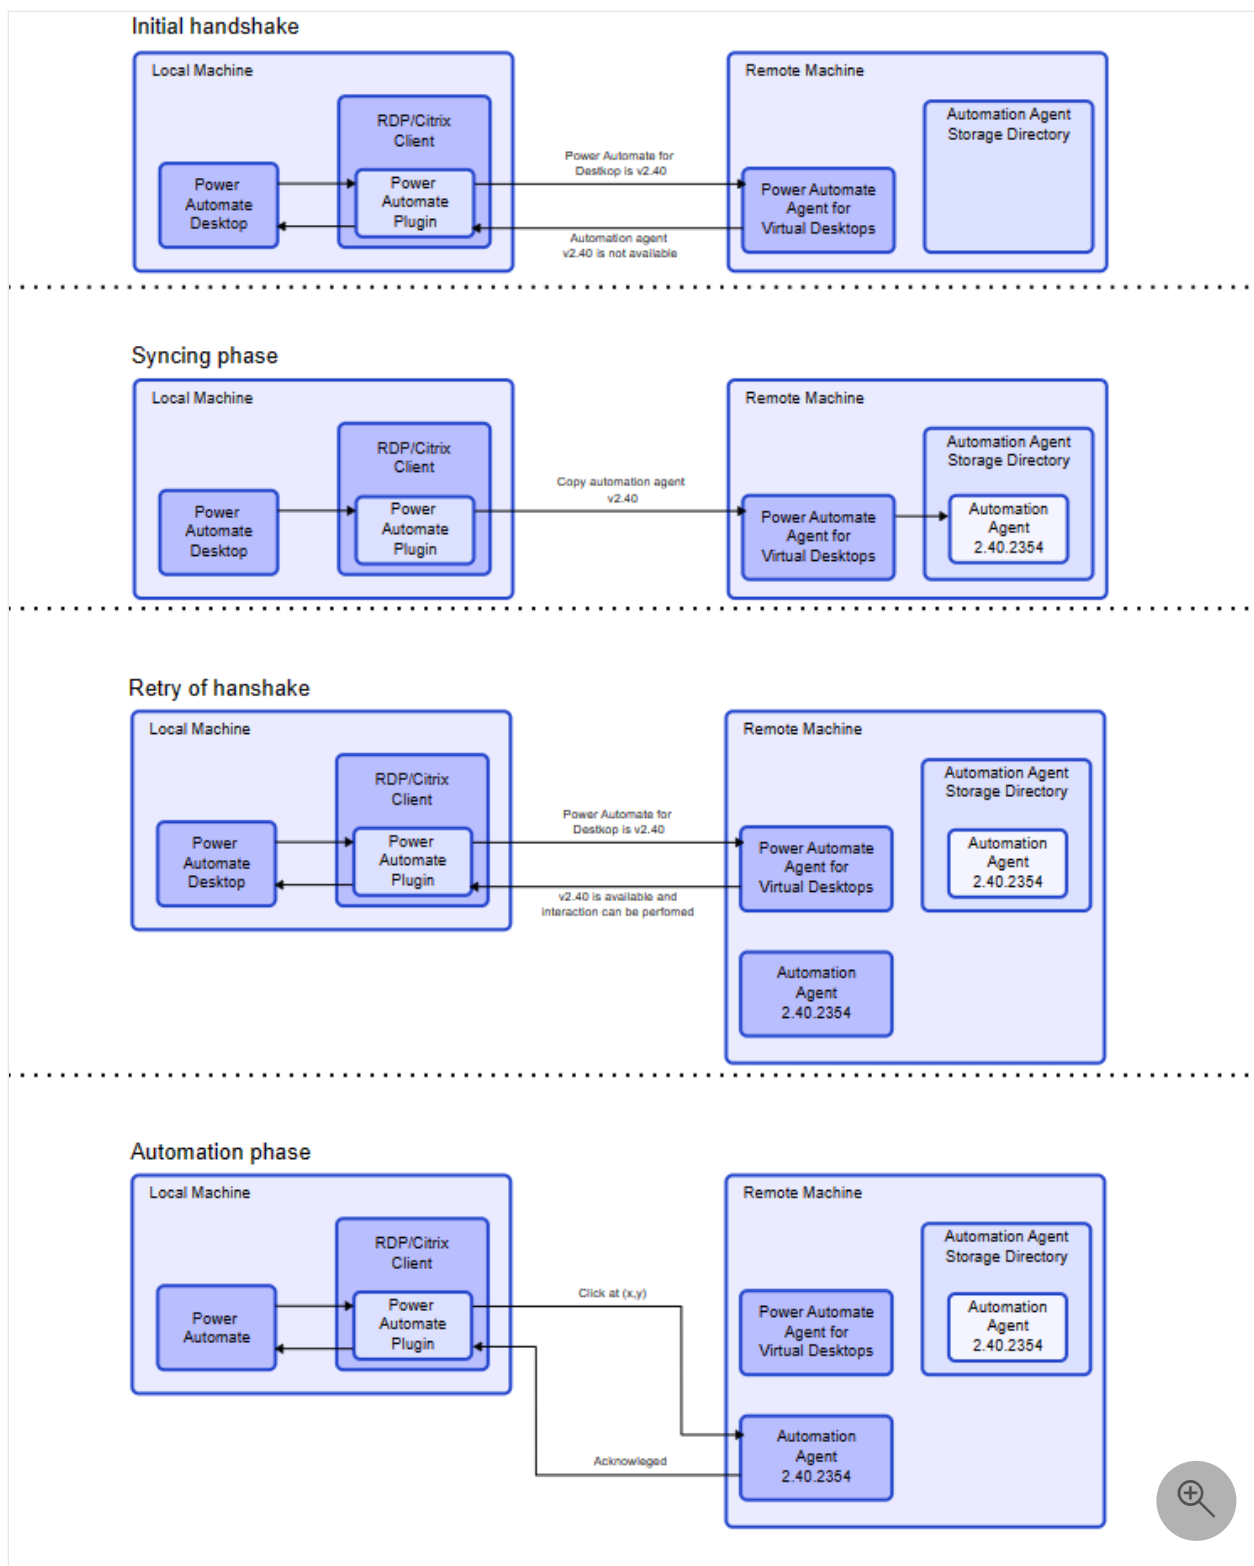 Initial handshake
Local Machine
RDP/Citrix
Client
Power
Automate
Desktop
Power
Automate
Plugin
Power Automate for
Destkop is v2.40
Automation agent
v2.40 is not available
Remote Machine
Power Automate
Agent for
Virtual Desktops
Automation Agent
Storage Directory
Syncing phase
Local Machine
RDP/Citrix
Client
Power
Automate
Desktop
Power
Automate
Plugin
Copy automation agent
v2.40
Remote Machine
Power Automate
Agent for
Virtual Desktops
Automation Agent
Storage Directory
Automation
Agent
2.40.2354
Retry of hanshake
Local Machine
RDP/Citrix
Client
Power
Automate
Desktop
Power
Automate
Plugin
Power Automate for
Destkop is v2.40
v2.40 is available and
interaction can be perfomed
Remote Machine
Power Automate
Agent for
Virtual Desktops
Automation Agent
Storage Directory
Automation
Agent
2.40.2354
Automation
Agent
2.40.2354
Automation phase
Local Machine
RDP/Citrix
Client
Power
Automate
Power
Automate
Plugin
Click at (x,y)
Acknowleged
Remote Machine
Power Automate
Agent for
Virtual Desktops
Automation Agent
Storage Directory
Automation
Agent
2.40.2354
Automation
Agent
2.40.2354